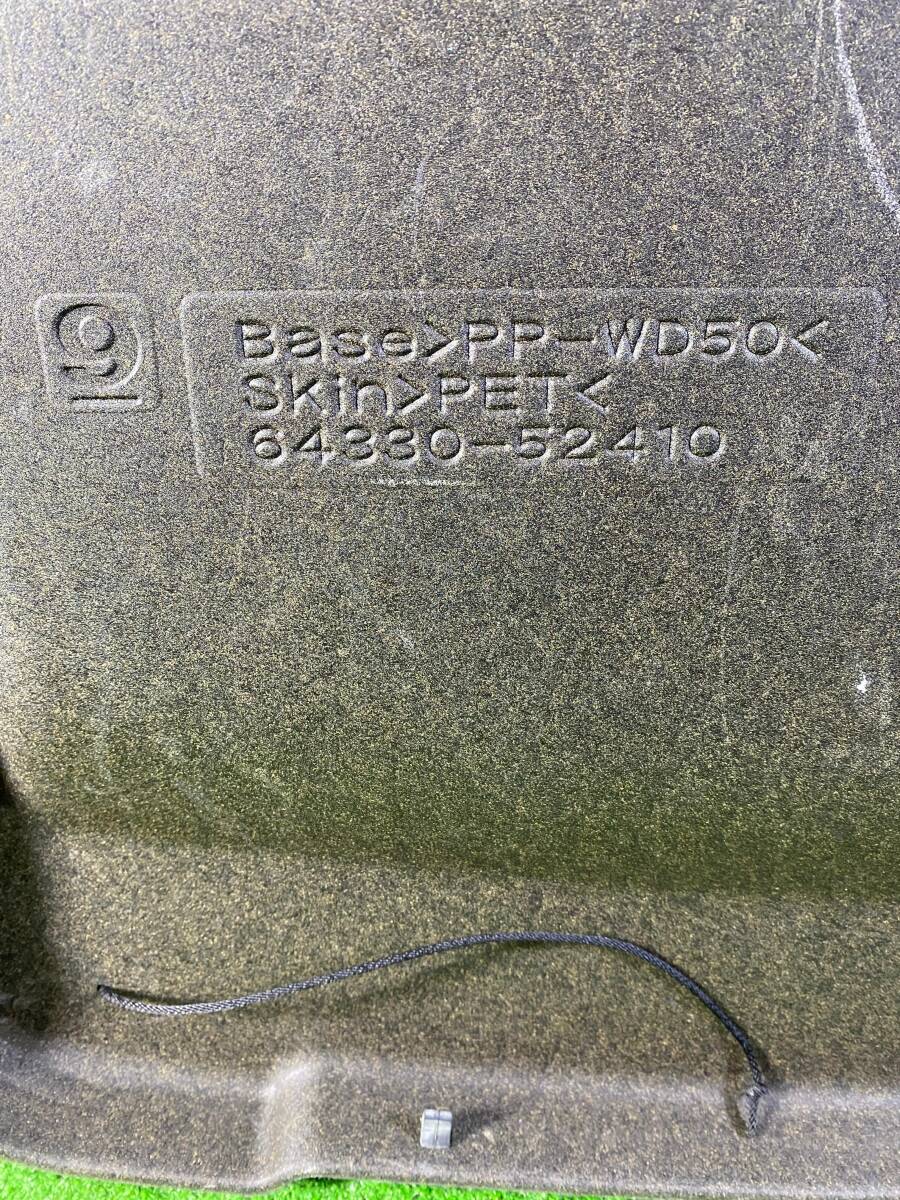 Base>PP-WD50<
Skin>PET<
64330-52410